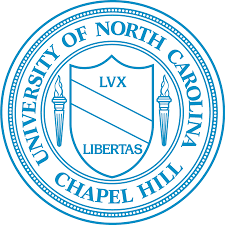 UNIVERSITY OF NORTH CAROLINA
LVX
LIBERTAS
CHAPEL HILL